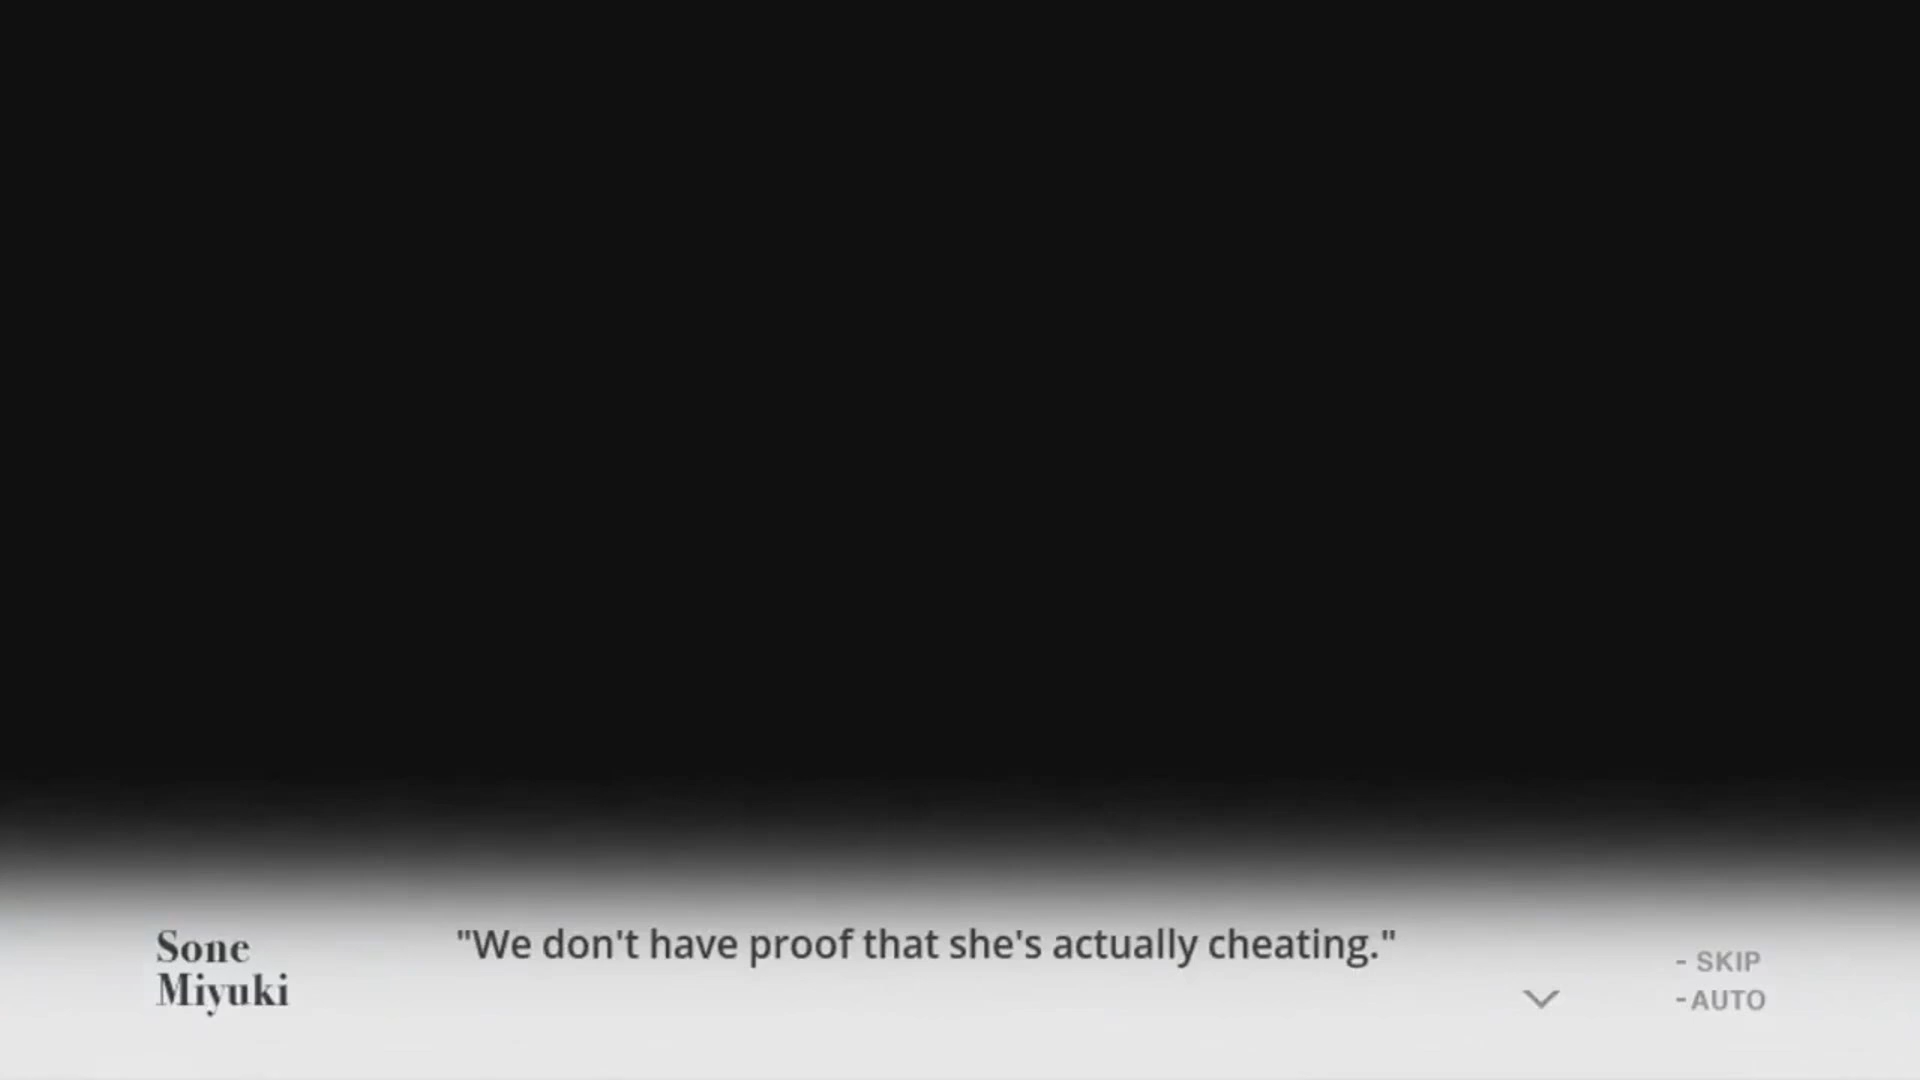 Sone
Miyuki
"We don't have proof that she's actually cheating."
- SKIP
-AUTO